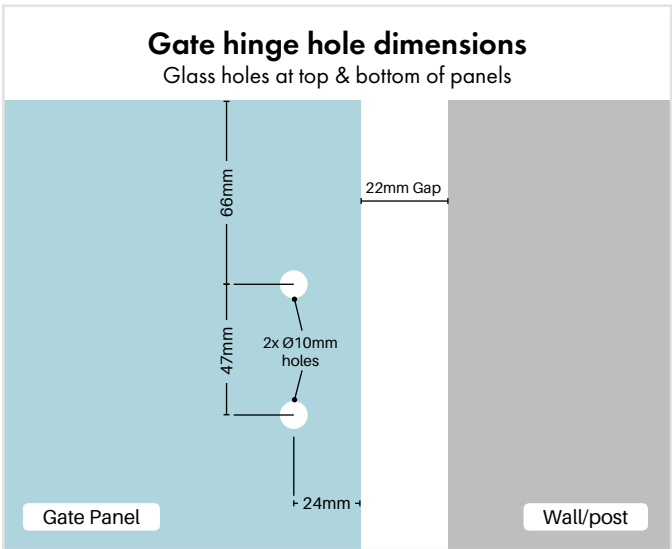 Gate hinge hole dimensions
Glass holes at top & bottom of panels
66mm
22mm Gap
47mm
2x Ø10mm
holes
24mm
Gate Panel
Wall/post